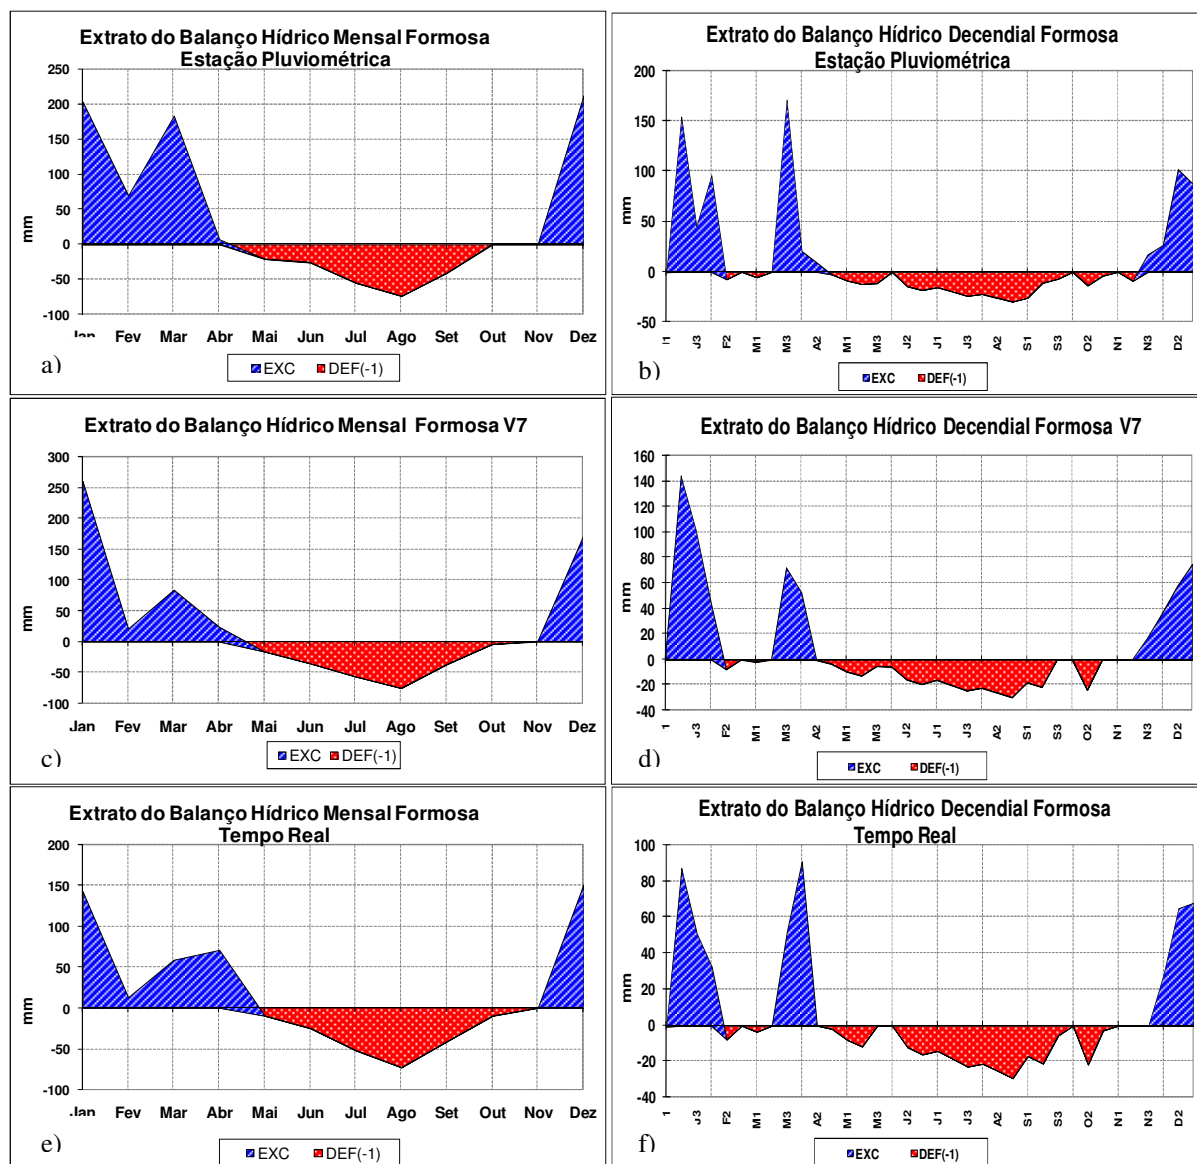 Extrato do Balanço Hídrico Mensal Formosa
Estação Pluviométrica
250
200
150
100
50
0
-50
-100
mm
Jan Fev Mar Abr Mai Jun Jul Ago Set Out Nov Dez
EXC DEF(-1)
a)
Extrato do Balanço Hídrico Decendial Formosa
Estação Pluviométrica
200
150
100
50
0
-50
mm
J3 F2 M1 M3 A2 M1 M3 J2 J1 J3 A2 S1 S3 O2 N1 N3 D2
EXC DEF(-1)
b)
Extrato do Balanço Hídrico Mensal Formosa V7
300
250
200
150
100
50
0
-50
-100
mm
Jan Fev Mar Abr Mai Jun Jul Ago Set Out Nov Dez
EXC DEF(-1)
c)
Extrato do Balanço Hídrico Decendial Formosa V7
160
140
120
100
80
60
40
20
0
-20
-40
mm
J3 F2 M1 M3 A2 M1 M3 J2 J1 J3 A2 S1 S3 O2 N1 N3 D2
EXC DEF(-1)
d)
Extrato do Balanço Hídrico Mensal Formosa
Tempo Real
200
150
100
50
0
-50
-100
mm
Jan Fev Mar Abr Mai Jun Jul Ago Set Out Nov Dez
EXC DEF(-1)
e)
Extrato do Balanço Hídrico Decendial Formosa
Tempo Real
100
80
60
40
20
0
-20
-40
mm
J3 F2 M1 M3 A2 M1 M3 J2 J1 J3 A2 S1 S3 O2 N1 N3 D2
EXC DEF(-1)
f)